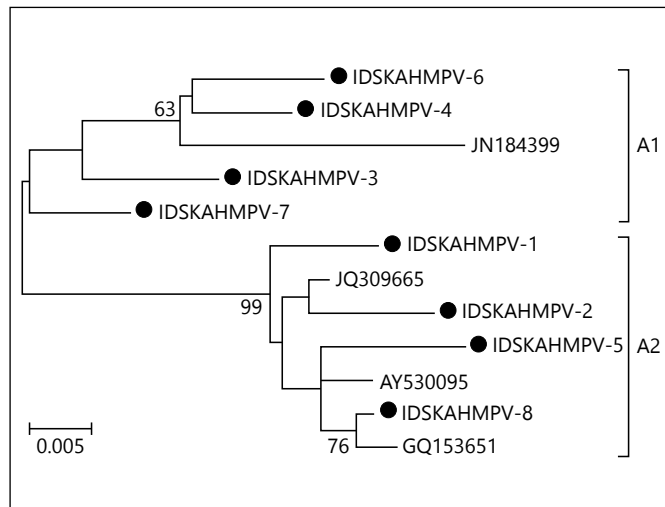 IDSKAHMPV-6
63
IDSKAHMPV-4
JN184399
A1
IDSKAHMPV-3
IDSKAHMPV-7
IDSKAHMPV-1
JQ309665
99
IDSKAHMPV-2
IDSKAHMPV-5
A2
AY530095
IDSKAHMPV-8
76
GQ153651
0.005